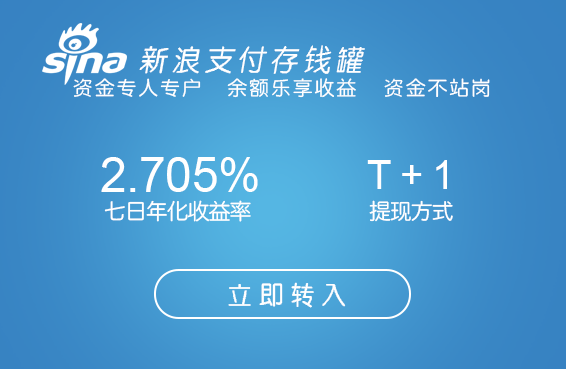 sina 新浪支付存钱罐
资金专人专户 余额乐享收益 资金不站岗
2.705% T + 1
七日年化收益率 提现方式
立即转入